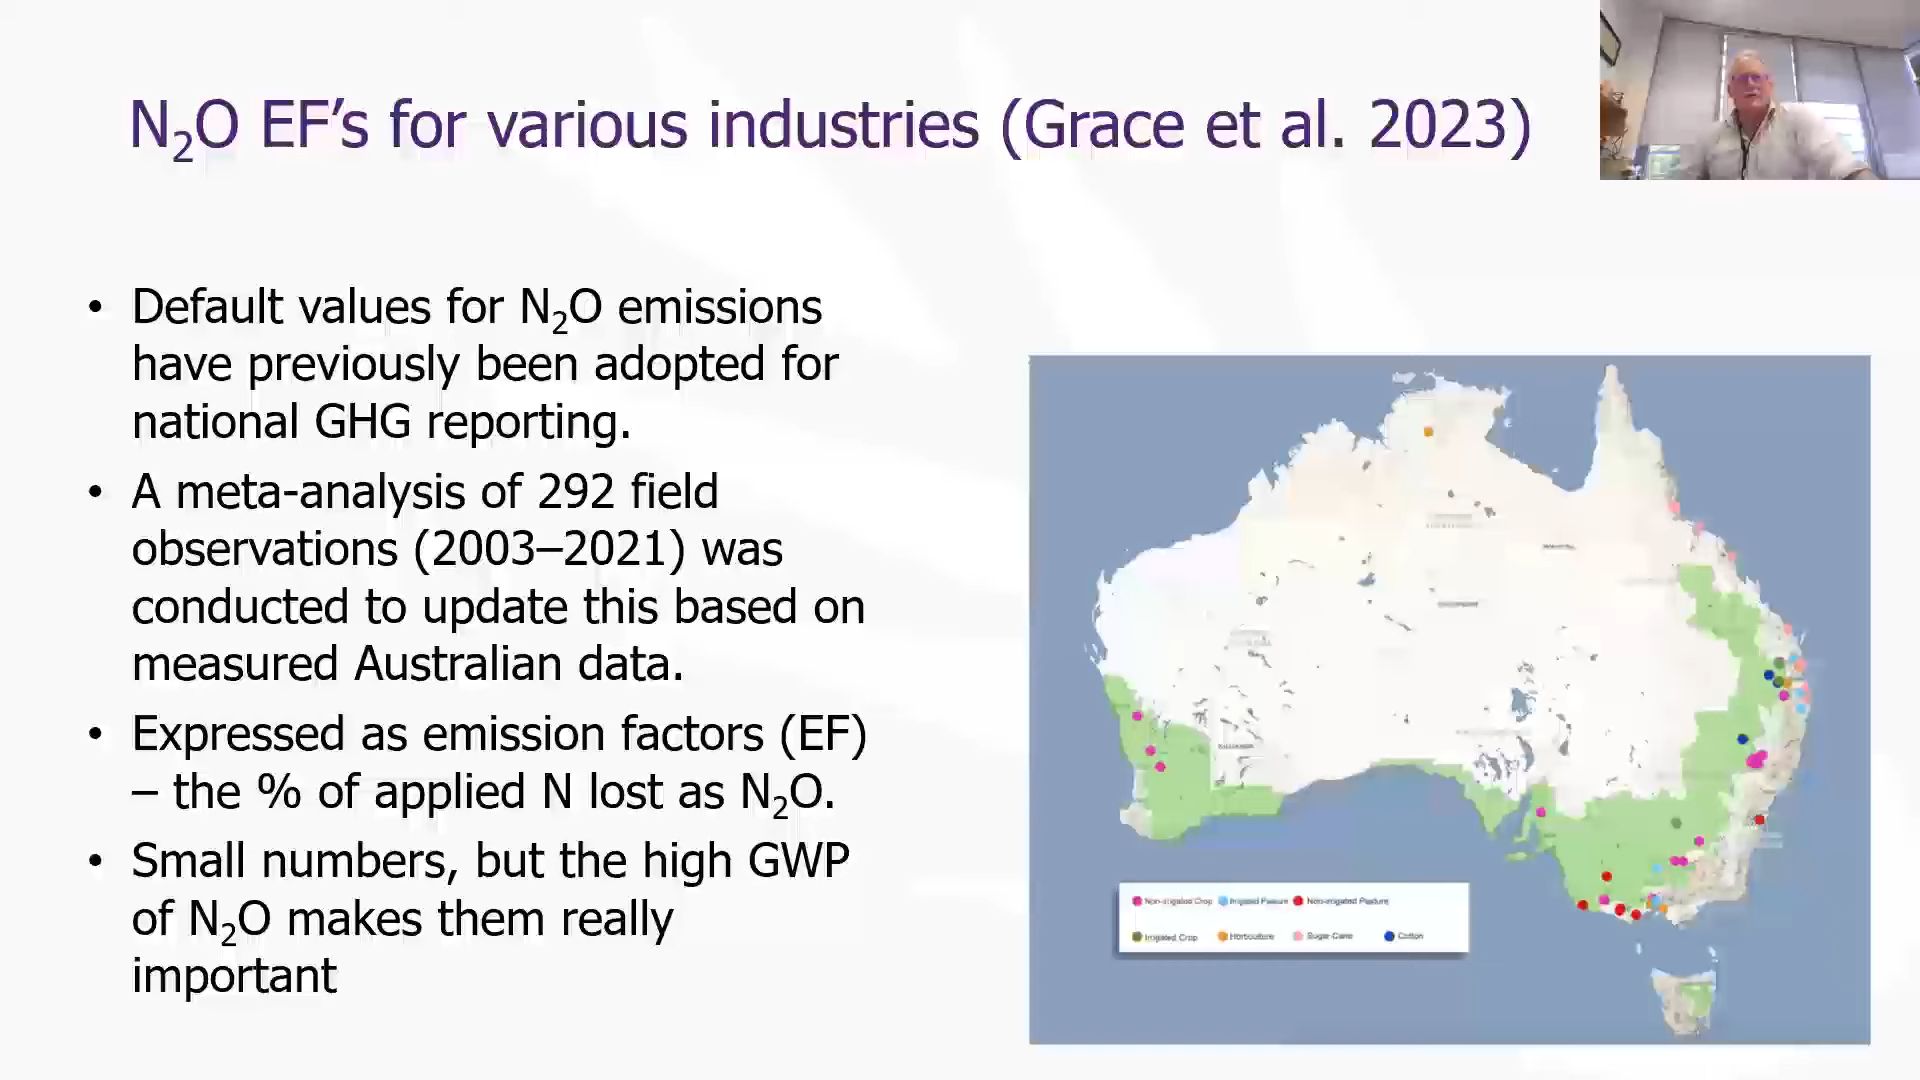 N₂O EF's for various industries (Grace et al. 2023)
• Default values for N₂O emissions
have previously been adopted for
national GHG reporting.
• A meta-analysis of 292 field
observations (2003–2021) was
conducted to update this based on
measured Australian data.
• Expressed as emission factors (EF)
– the % of applied N lost as N₂O.
• Small numbers, but the high GWP
of N₂O makes them really
important
Non-irrigated Crop Irrigated Pasture Non-irrigated Pasture
Irrigated Crop Horticulture Sugar Cane Cotton